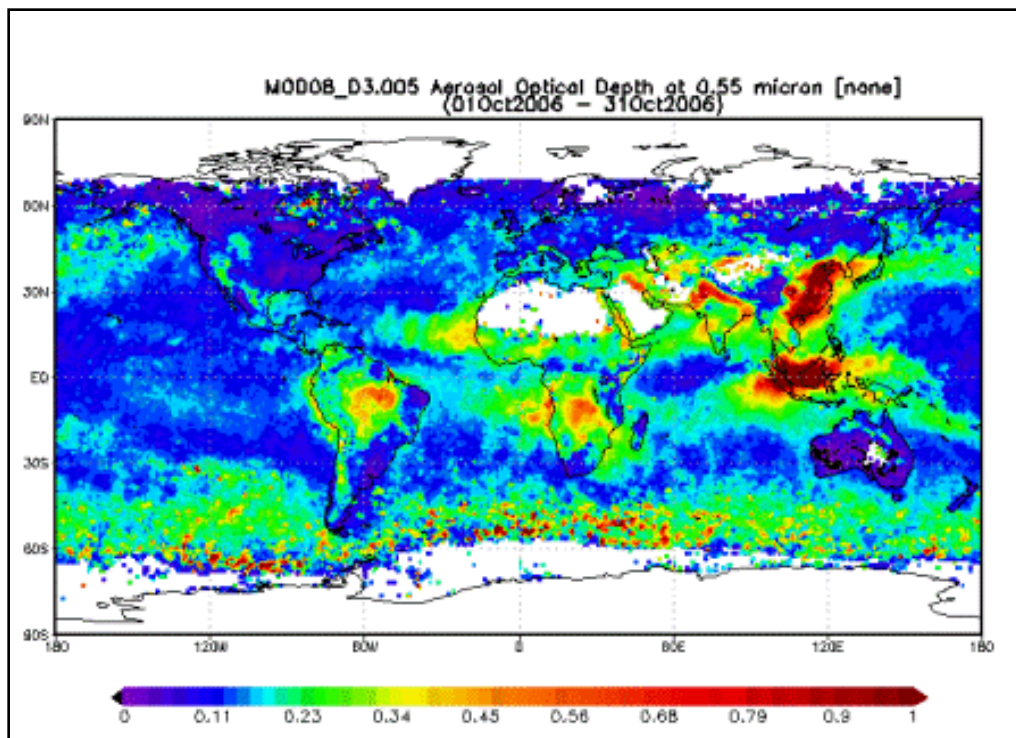 MOD08_D3.005 Aerosol Optical Depth at 0.55 micron [none]
(01Oct2006 – 31Oct2006)
90N
60N
30N
EQ
30S
60S
90S
180 120W 60W 0 60E 120E 180
0 0.11 0.23 0.34 0.45 0.56 0.68 0.79 0.9 1